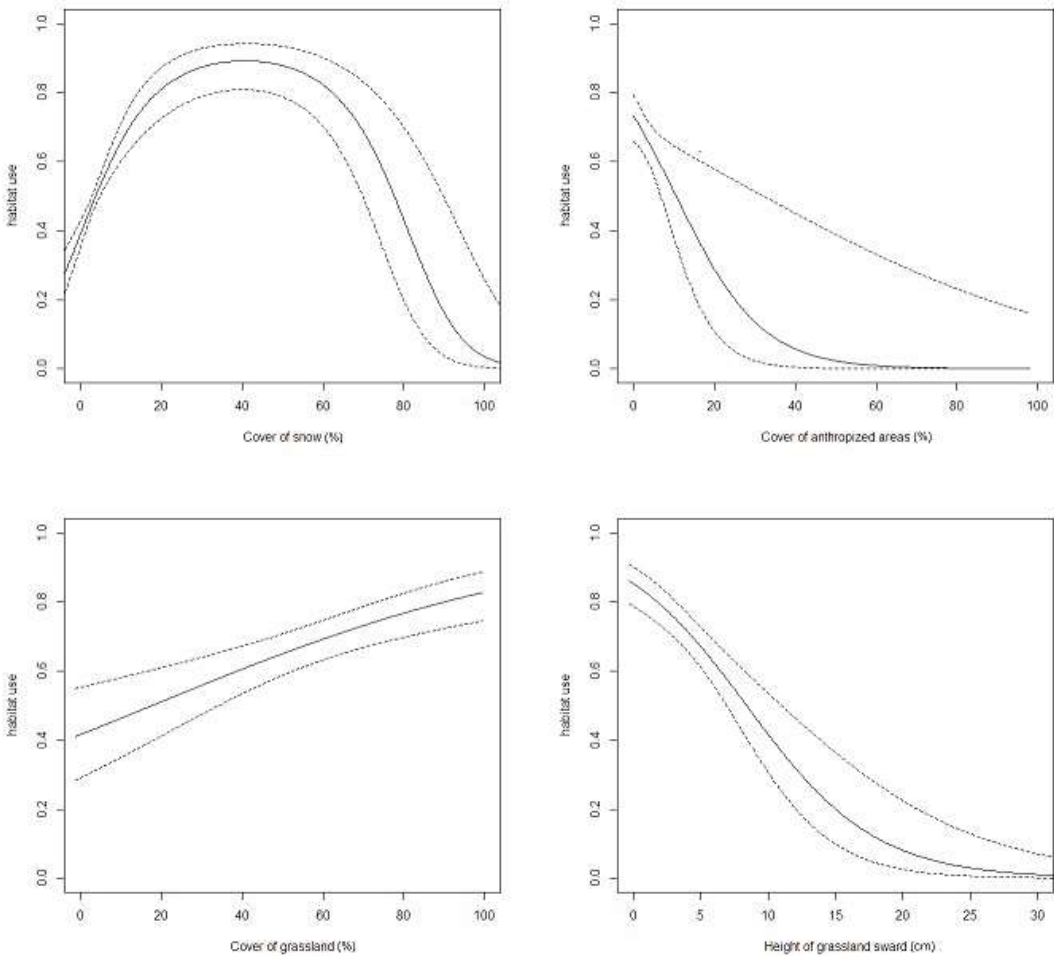 1.0
0.8
0.6
0.4
0.2
0.0
habitat use
0 20 40 60 80 100
Cover of snow (%)
1.0
0.8
0.6
0.4
0.2
0.0
habitat use
0 20 40 60 80 100
Cover of anthropized areas (%)
1.0
0.8
0.6
0.4
0.2
0.0
habitat use
0 20 40 60 80 100
Cover of grassland (%)
1.0
0.8
0.6
0.4
0.2
0.0
habitat use
0 5 10 15 20 25 30
Height of grassland sward (cm)